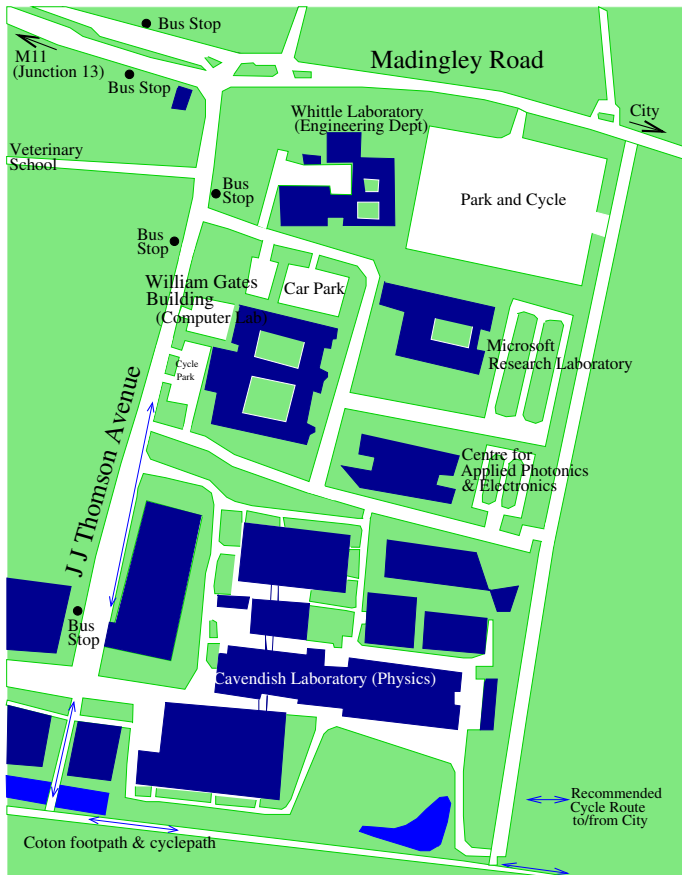 Bus Stop
Madingley Road
M11
(Junction 13)
Bus Stop
City
Whittle Laboratory
(Engineering Dept)
Veterinary
School
Bus
Stop
Park and Cycle
Bus
Stop
William Gates
Building
(Computer Lab)
Car Park
Microsoft
Research Laboratory
Cycle
Park
J J Thomson Avenue
Centre for
Applied Photonics
& Electronics
Bus
Stop
Cavendish Laboratory (Physics)
Recommended
Cycle Route
to/from City
Coton footpath & cyclepath